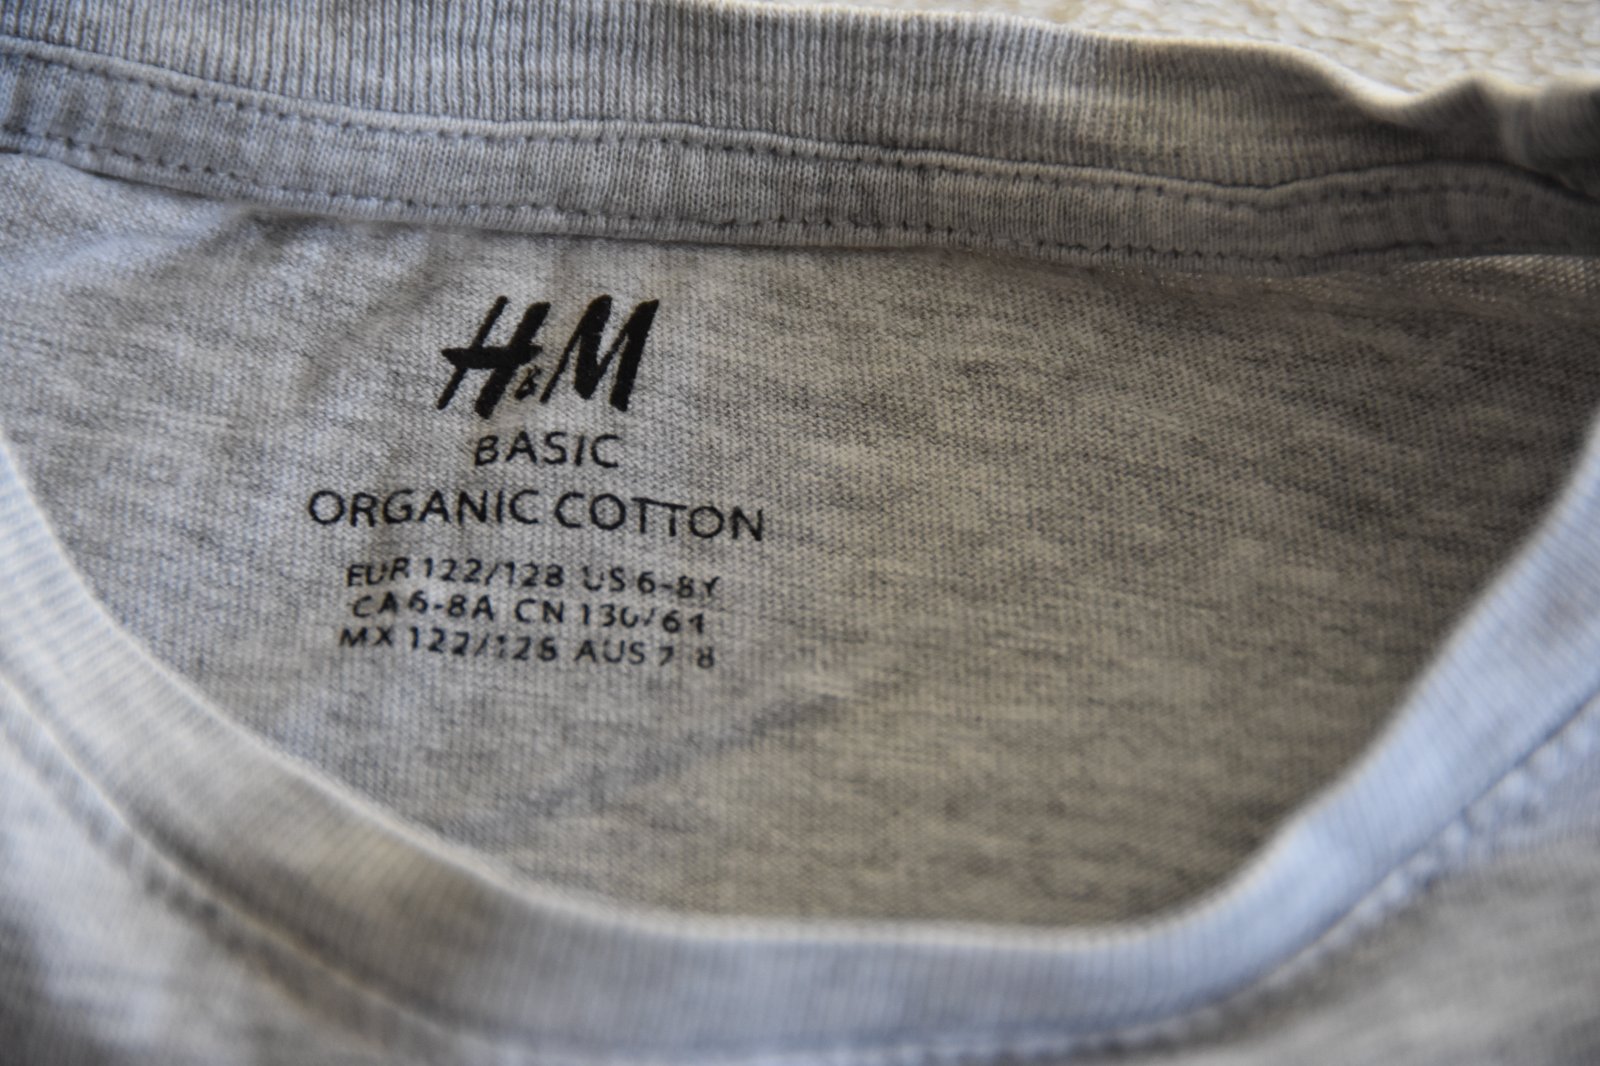 H&M
BASIC
ORGANIC COTTON
EUR 122/128 US 6-8Y
CA 6-8A CN 130/64
MX 122/128 AUS 7-8